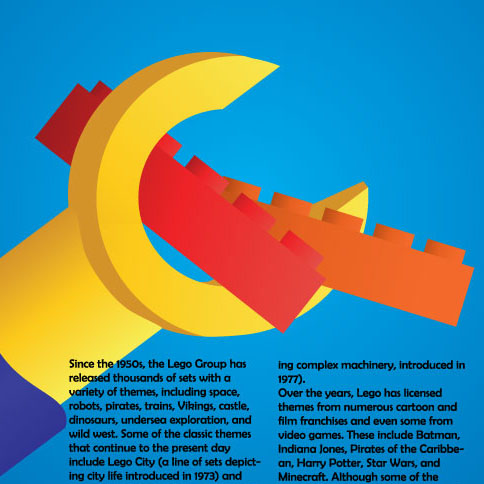 Since the 1950s, the Lego Group has
released thousands of sets with a
variety of themes, including space,
robots, pirates, trains, Vikings, castle,
dinosaurs, undersea exploration, and
wild west. Some of the classic themes
that continue to the present day
include Lego City (a line of sets depict-
ing city life introduced in 1973) and
ing complex machinery, introduced in
1977).
Over the years, Lego has licensed
themes from numerous cartoon and
film franchises and even some from
video games. These include Batman,
Indiana Jones, Pirates of the Caribbe-
an, Harry Potter, Star Wars, and
Minecraft. Although some of the